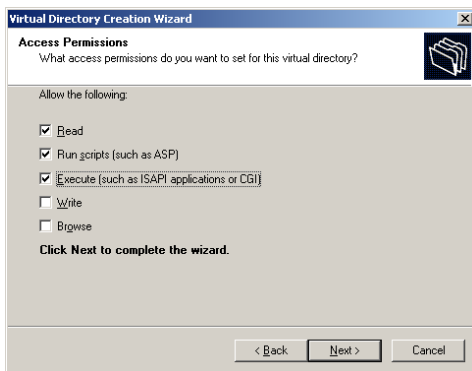 Virtual Directory Creation Wizard
Access Permissions
What access permissions do you want to set for this virtual directory?
Allow the following:
Read
Run scripts (such as ASP)
Execute (such as ISAPI applications or CGI)
Write
Browse
Click Next to complete the wizard.
< Back Next > Cancel